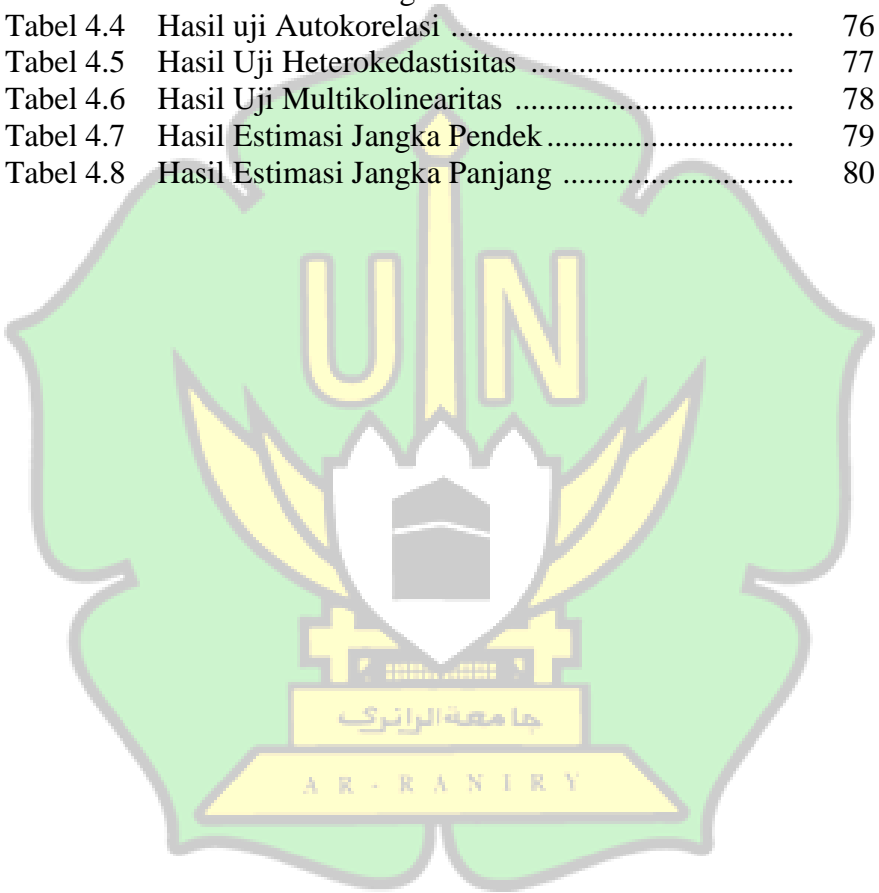 Tabel 4.4 Hasil uji Autokorelasi ...................................... 76
Tabel 4.5 Hasil Uji Heterokedastisitas ............................. 77
Tabel 4.6 Hasil Uji Multikolinearitas ............................... 78
Tabel 4.7 Hasil Estimasi Jangka Pendek ........................... 79
Tabel 4.8 Hasil Estimasi Jangka Panjang .......................... 80
UIN
جامعة الرانري
AR-RANIRY